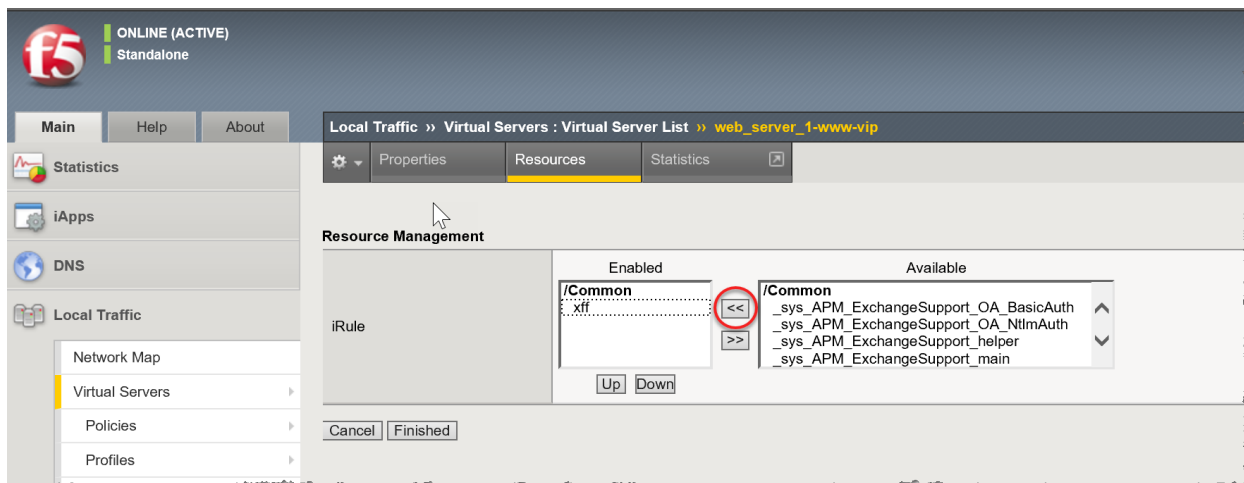 f5
ONLINE (ACTIVE)
Standalone
Main Help About
Local Traffic ›› Virtual Servers : Virtual Server List ›› web_server_1-www-vip
Properties Resources Statistics
Statistics
iApps
DNS
Local Traffic
Network Map
Virtual Servers
Policies
Profiles
Resource Management
iRule
Enabled Available
/Common
xff
<<
>>
/Common
_sys_APM_ExchangeSupport_OA_BasicAuth
_sys_APM_ExchangeSupport_OA_NtlmAuth
_sys_APM_ExchangeSupport_helper
_sys_APM_ExchangeSupport_main
Up Down
Cancel Finished